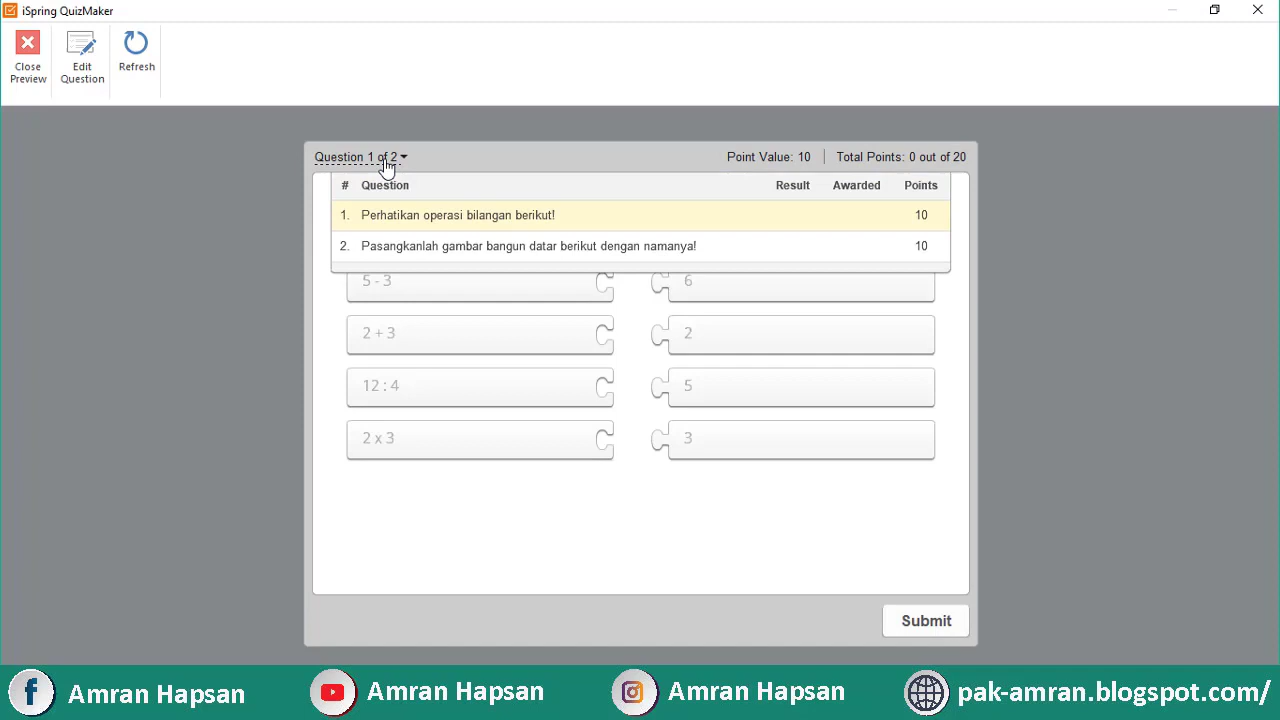 iSpring QuizMaker
Close Preview
Edit Question
Refresh
Question 1 of 2
Point Value: 10
Total Points: 0 out of 20
# Question Result Awarded Points
1. Perhatikan operasi bilangan berikut! 10
2. Pasangkanlah gambar bangun datar berikut dengan namanya! 10
5 - 3
6
2 + 3
2
12 : 4
5
2 x 3
3
Submit
Amran Hapsan
Amran Hapsan
Amran Hapsan
pak-amran.blogspot.com/